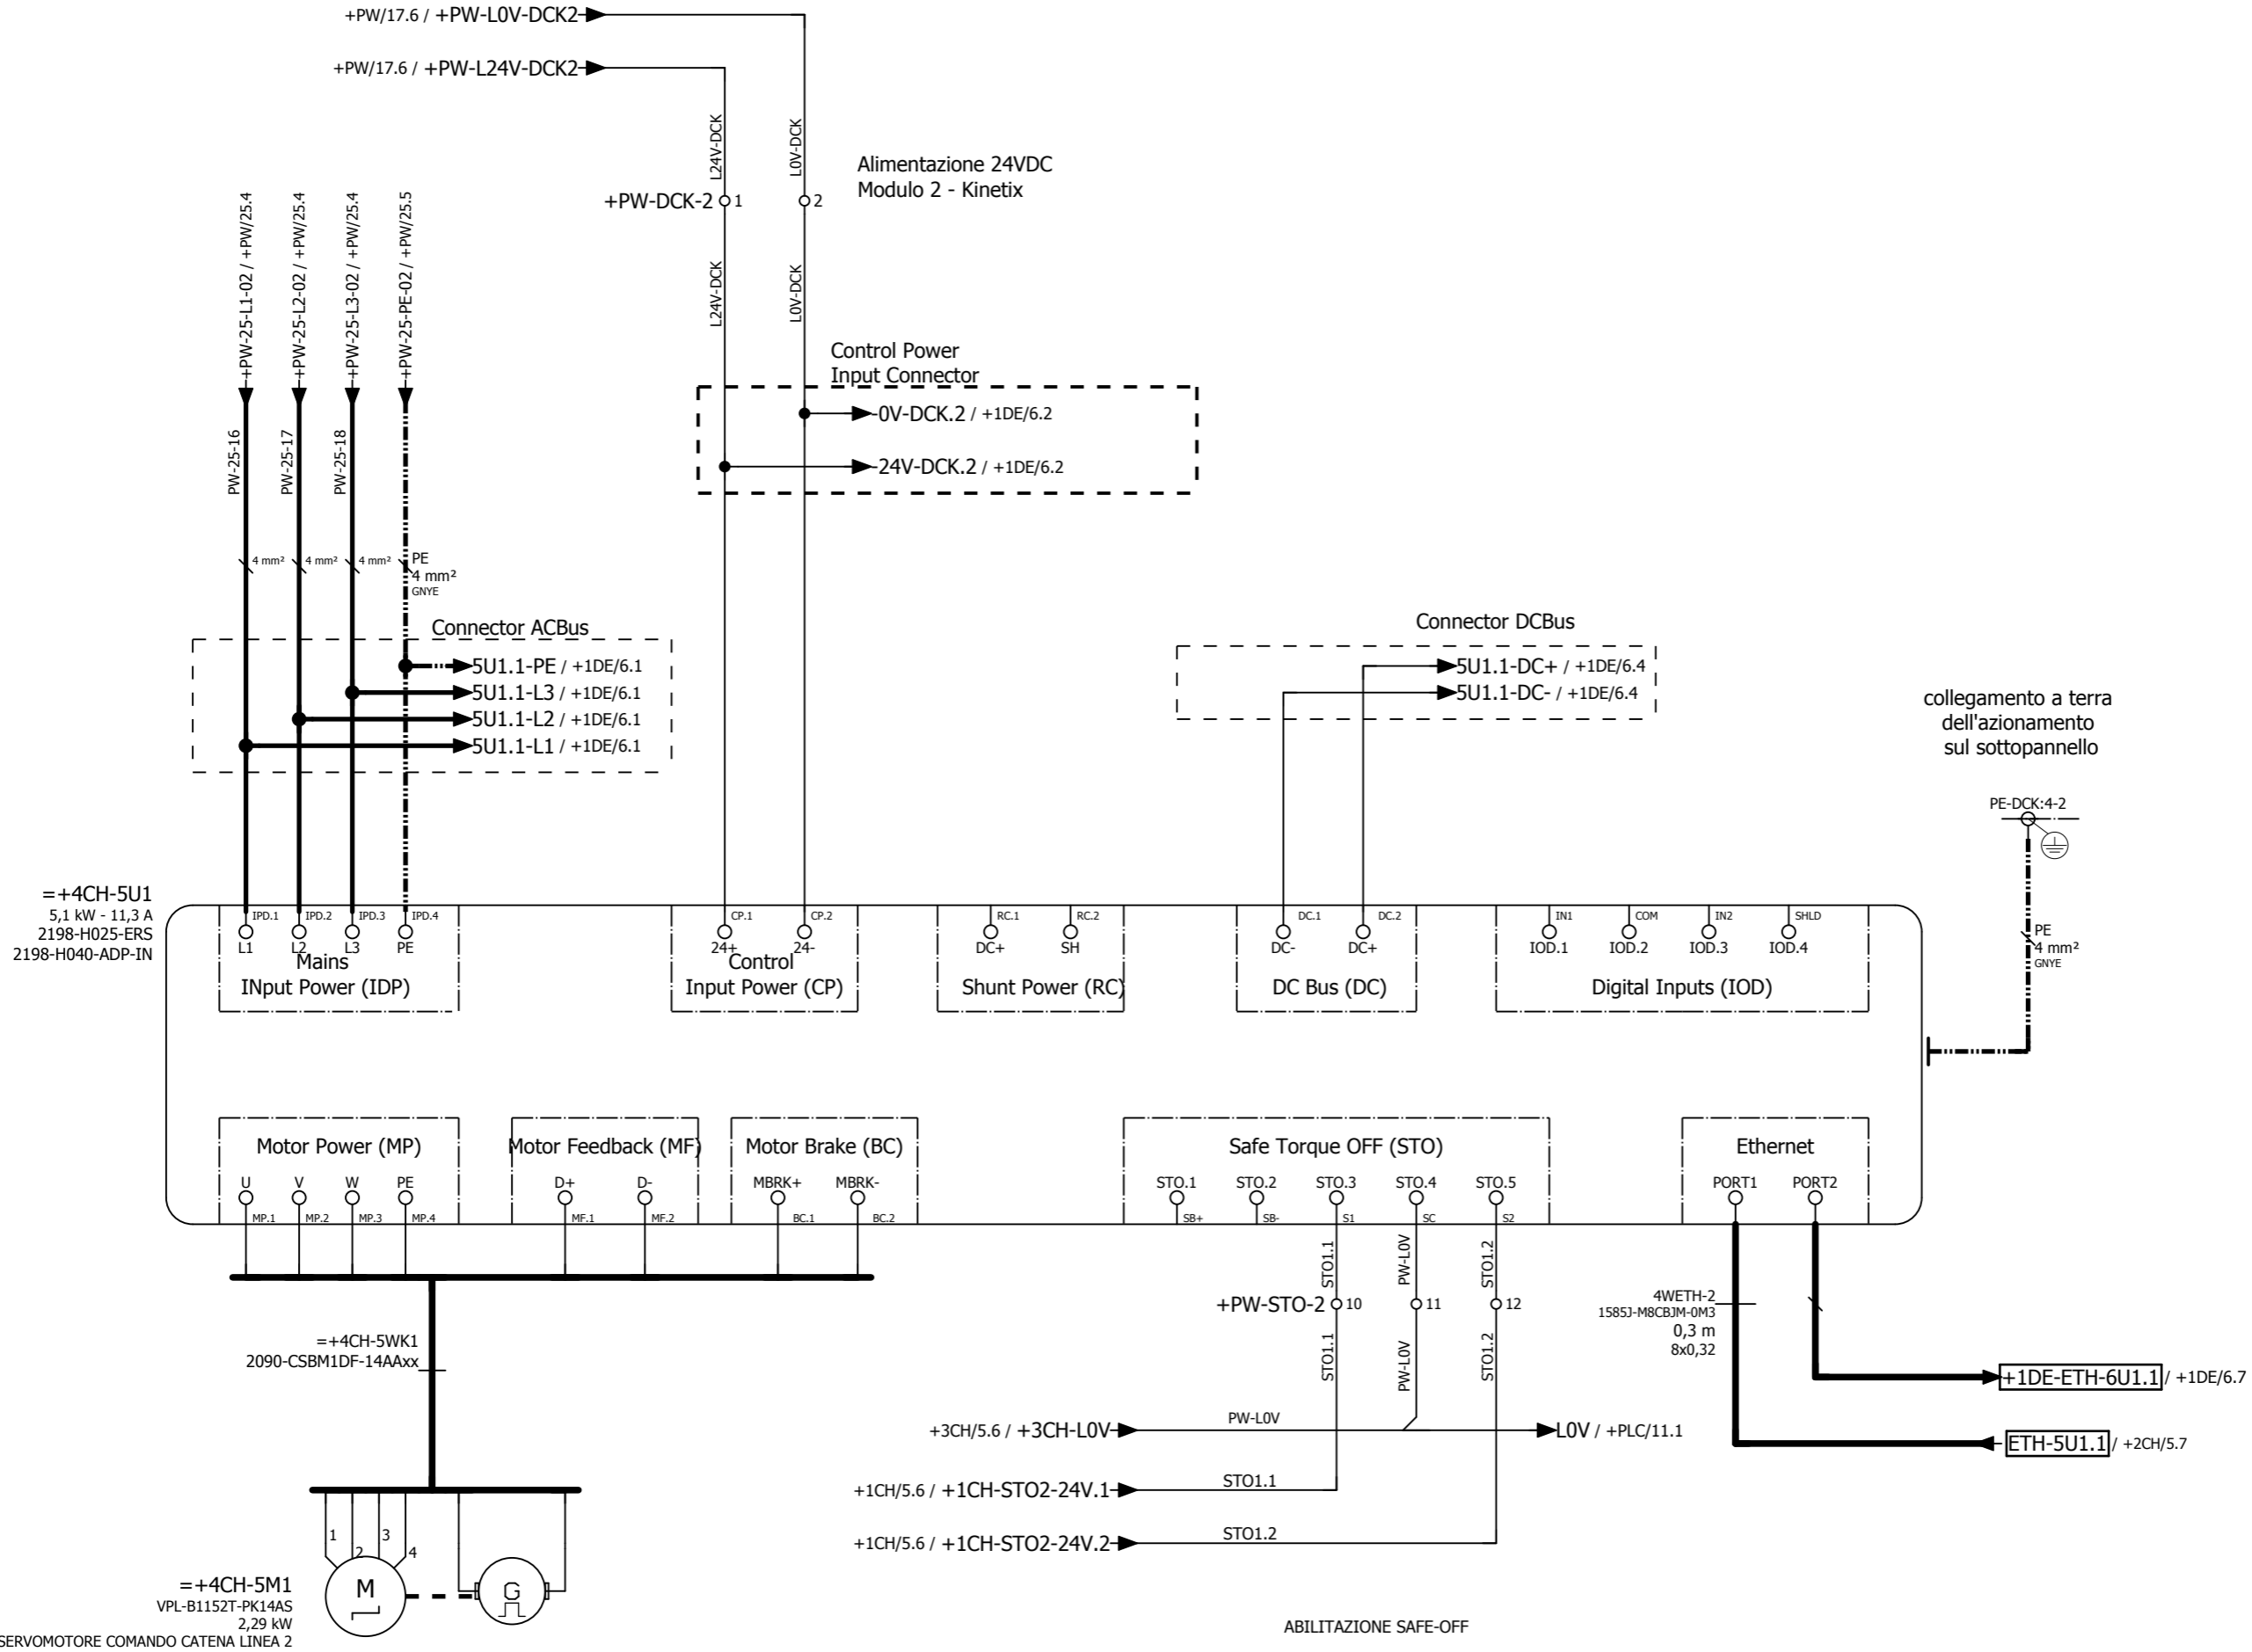 +PW/17.6 / +PW-L0V-DCK2
+PW/17.6 / +PW-L24V-DCK2
L24V-DCK
L0V-DCK
Alimentazione 24VDC
Modulo 2 - Kinetix
+PW-DCK-2 1
2
+PW-25-L1-02 / +PW/25.4
+PW-25-L2-02 / +PW/25.4
+PW-25-L3-02 / +PW/25.4
+PW-25-PE-02 / +PW/25.5
L24V-DCK
L0V-DCK
Control Power
Input Connector
-0V-DCK.2 / +1DE/6.2
-24V-DCK.2 / +1DE/6.2
PW-25-16
PW-25-17
PW-25-18
4 mm²
4 mm²
4 mm²
PE
4 mm²
GNYE
Connector ACBus
5U1.1-PE / +1DE/6.1
5U1.1-L3 / +1DE/6.1
5U1.1-L2 / +1DE/6.1
5U1.1-L1 / +1DE/6.1
Connector DCBus
5U1.1-DC+ / +1DE/6.4
5U1.1-DC- / +1DE/6.4
collegamento a terra
dell'azionamento
sul sottopannello
PE-DCK:4-2
PE
4 mm²
GNYE
=+4CH-5U1
5,1 kW - 11,3 A
2198-H025-ERS
2198-H040-ADP-IN
IPD.1 IPD.2 IPD.3 IPD.4
L1 L2 L3 PE
Mains
INput Power (IDP)
CP.1 CP.2
24+ 24-
Control
Input Power (CP)
RC.1 RC.2
DC+ SH
Shunt Power (RC)
DC.1 DC.2
DC- DC+
DC Bus (DC)
IN1 COM IN2 SHLD
IOD.1 IOD.2 IOD.3 IOD.4
Digital Inputs (IOD)
Motor Power (MP)
U V W PE
MP.1 MP.2 MP.3 MP.4
Motor Feedback (MF)
D+ D-
MF.1 MF.2
Motor Brake (BC)
MBRK+ MBRK-
BC.1 BC.2
Safe Torque OFF (STO)
STO.1 STO.2 STO.3 STO.4 STO.5
SB+ SB- S1 SC S2
Ethernet
PORT1 PORT2
STO1.1
PW-L0V
STO1.2
+PW-STO-2 10
11
12
STO1.1
PW-L0V
STO1.2
4WETH-2
1585J-M8CBJM-0M3
0,3 m
8x0,32
=+4CH-5WK1
2090-CSBM1DF-14AAxx
+1DE-ETH-6U1.1 / +1DE/6.7
ETH-5U1.1 / +2CH/5.7
+3CH/5.6 / +3CH-L0V
PW-L0V
L0V / +PLC/11.1
+1CH/5.6 / +1CH-STO2-24V.1
STO1.1
+1CH/5.6 / +1CH-STO2-24V.2
STO1.2
1 2 3 4
M
G
=+4CH-5M1
VPL-B1152T-PK14AS
2,29 kW
SERVOMOTORE COMANDO CATENA LINEA 2
ABILITAZIONE SAFE-OFF